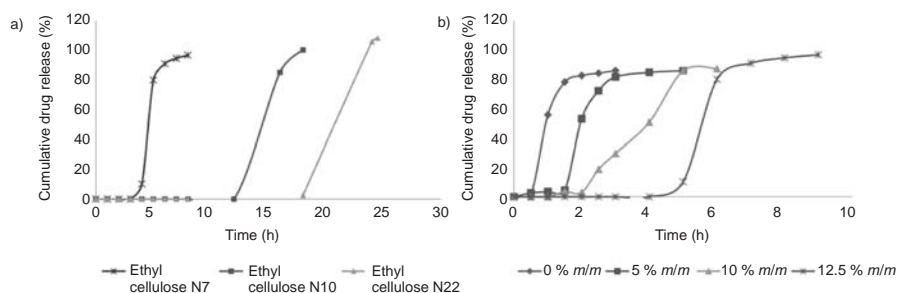 a)
Cumulative drug release (%)
120
100
80
60
40
20
0
0 5 10 15 20 25 30
Time (h)
Ethyl cellulose N7
Ethyl cellulose N10
Ethyl cellulose N22
b)
Cumulative drug release (%)
120
100
80
60
40
20
0
0 2 4 6 8 10
Time (h)
0 % m/m 5 % m/m 10 % m/m 12.5 % m/m